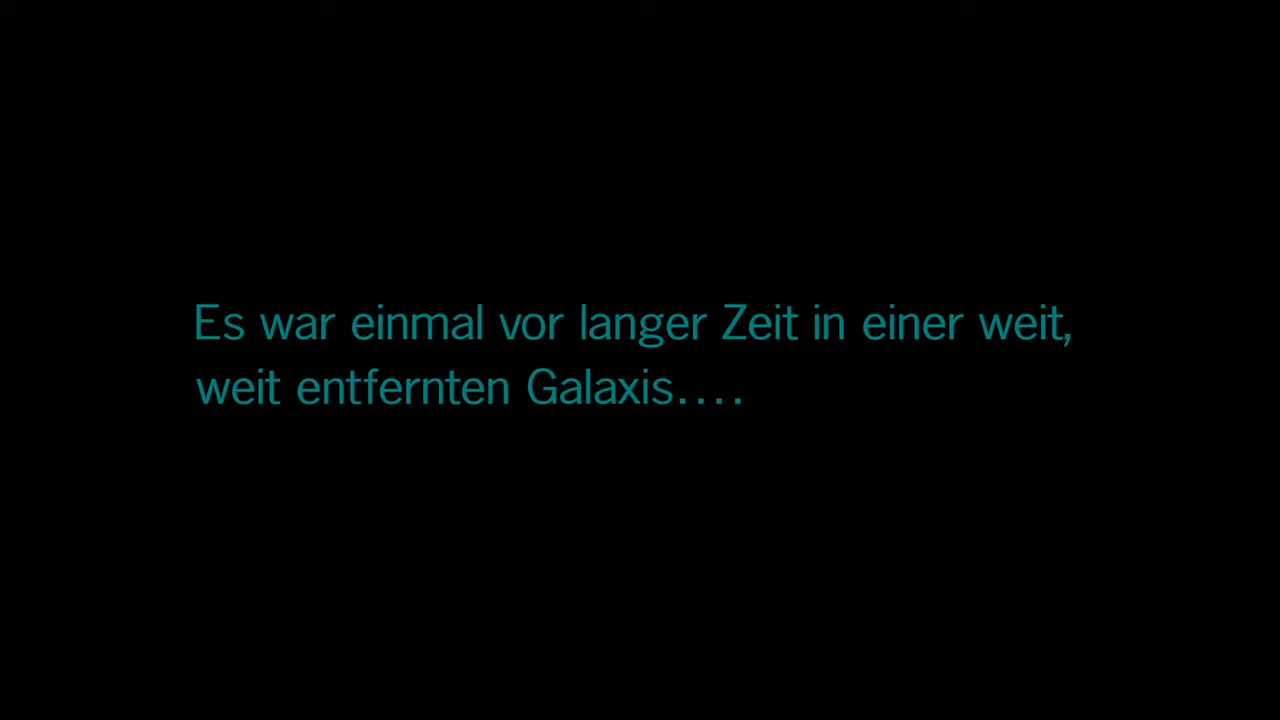 Es war einmal vor langer Zeit in einer weit,
weit entfernten Galaxis....